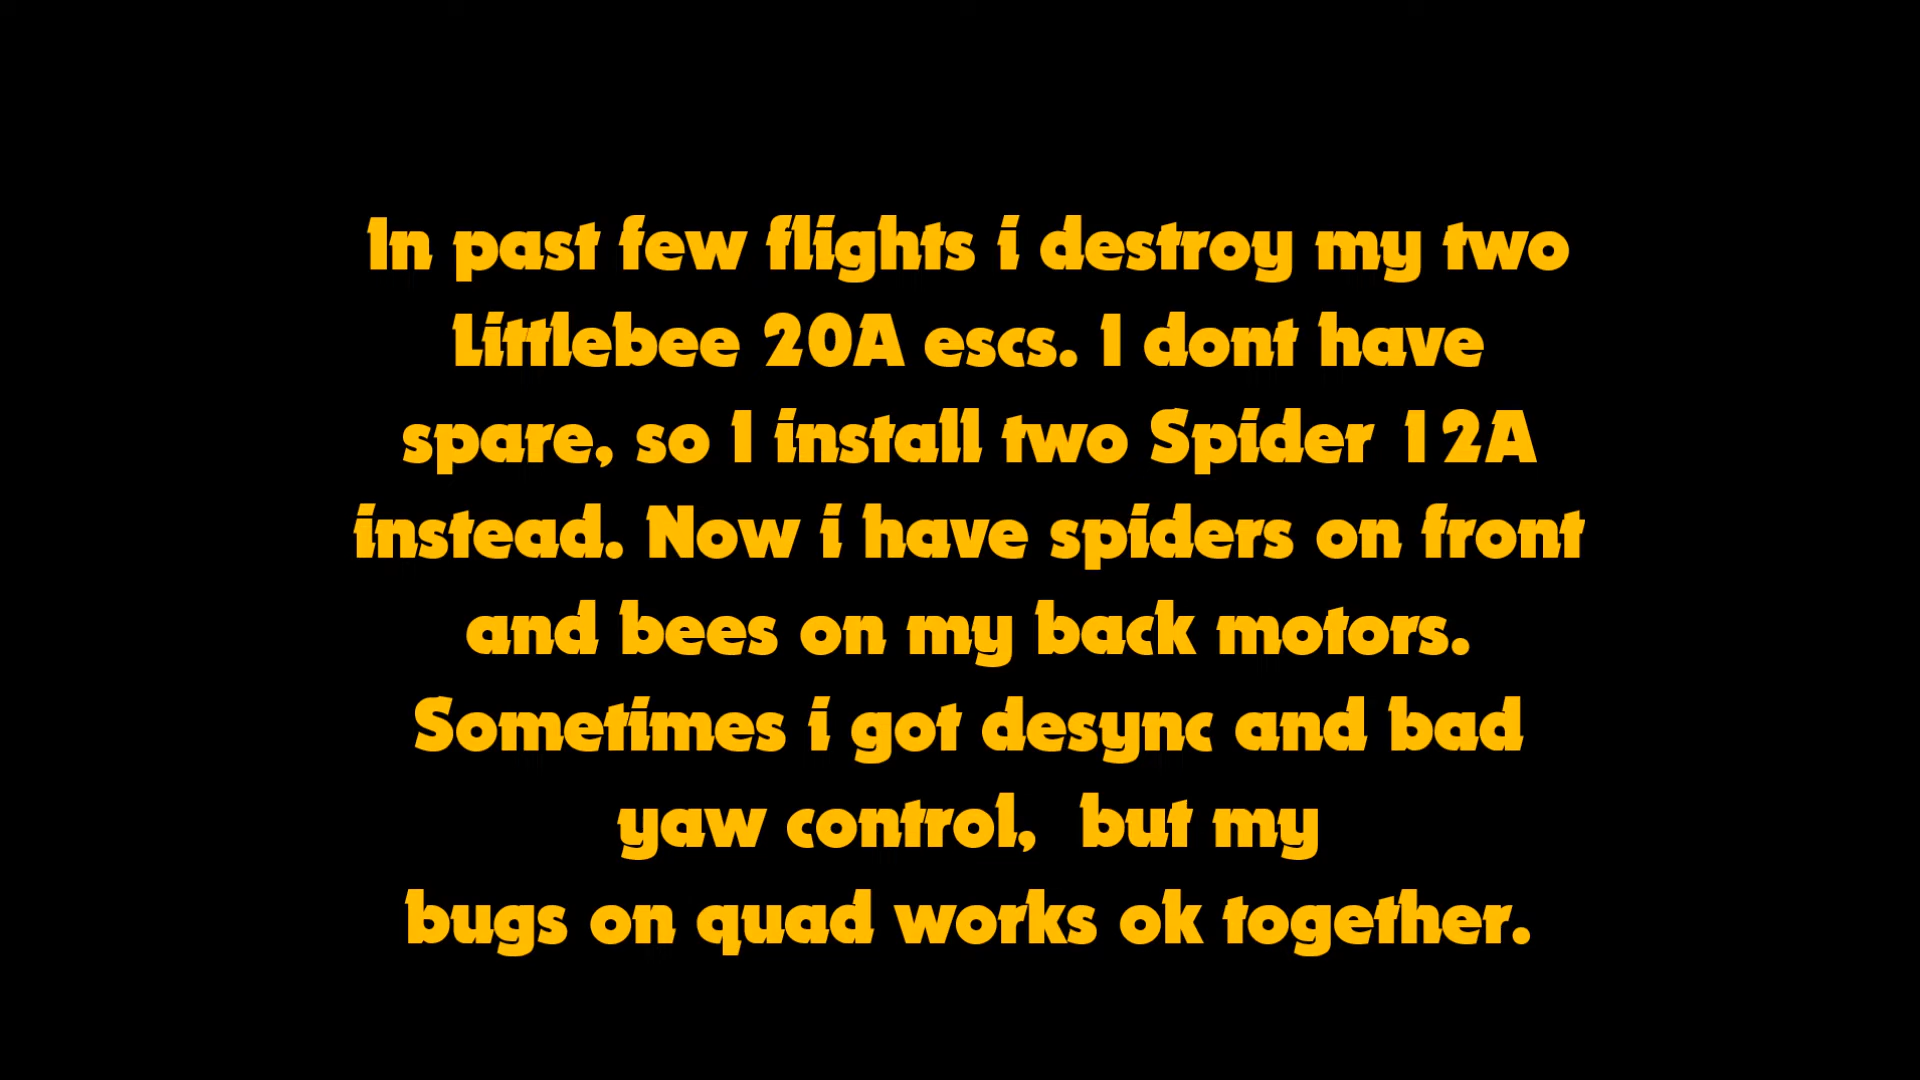 In past few flights i destroy my two
Littlebee 20A escs. I dont have
spare, so I install two Spider 12A
instead. Now i have spiders on front
and bees on my back motors.
Sometimes i got desync and bad
yaw control,  but my
bugs on quad works ok together.